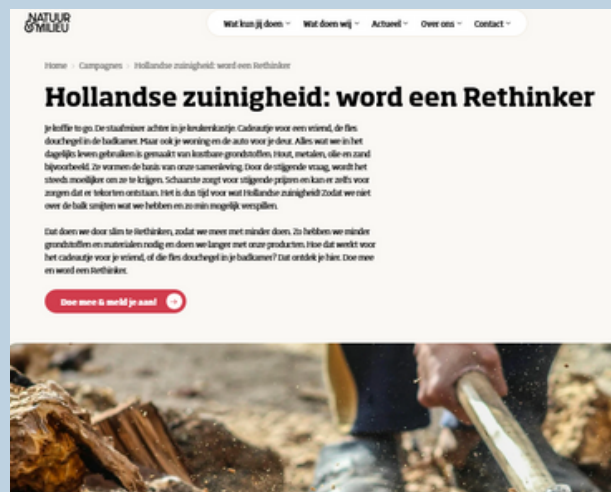 NATUUR
&MILIEU
Wat kun jij doen Wat doen wij Actueel Over ons Contact
Home > Campagnes > Hollandse zuinigheid: word een Rethinker
Hollandse zuinigheid: word een Rethinker
Je koffie to go. De staafmixer achter in je keukenkastje. Cadeautje voor een vriend, de fles
douchegel in de badkamer. Maar ook je woning en de auto voor je deur. Alles wat we in het
dagelijks leven gebruiken is gemaakt van kostbare grondstoffen. Hout, metalen, olie en zand
bijvoorbeeld. Ze vormen de basis van onze samenleving. Door de stijgende vraag, wordt het
steeds moeilijker om ze te krijgen. Schaarste zorgt voor stijgende prijzen en kan er zelfs voor
zorgen dat er tekorten ontstaan. Het is dus tijd voor wat Hollandse zuinigheid! Zodat we niet
over de balk smijten wat we hebben en zo min mogelijk verspillen.
Dat doen we door slim te Rethinken, zodat we meer met minder doen. Zo hebben we minder
grondstoffen en materialen nodig en doen we langer met onze producten. Hoe dat werkt voor
het cadeautje voor je vriend, of die fles douchegel in je badkamer? Dat ontdek je hier. Doe mee
en word een Rethinker.
Doe mee & meld je aan!